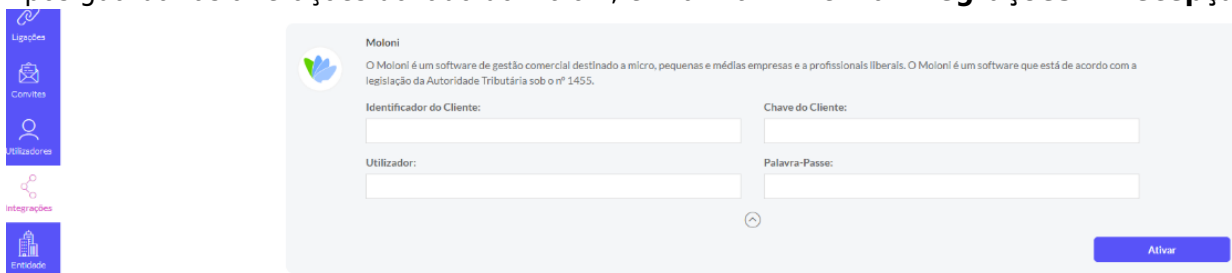 Ligações
Convites
Utilizadores
Integrações
Entidade
Moloni
O Moloni é um software de gestão comercial destinado a micro, pequenas e médias empresas e a profissionais liberais. O Moloni é um software que está de acordo com a
legislação da Autoridade Tributária sob o nº 1455.
Identificador do Cliente:
Chave do Cliente:
Utilizador:
Palavra-Passe:
Ativar